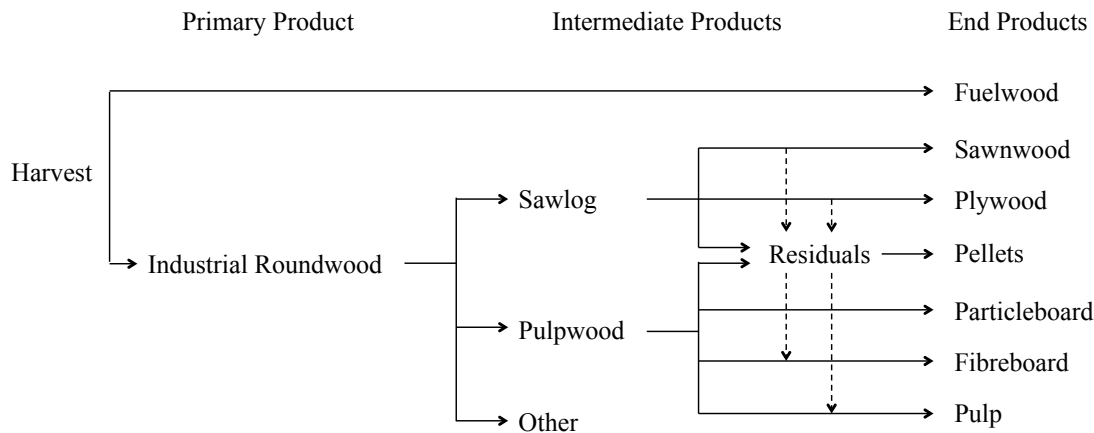 Primary Product
Intermediate Products
End Products
Fuelwood
Sawnwood
Harvest
Sawlog
Plywood
Industrial Roundwood
Residuals
Pellets
Particleboard
Pulpwood
Fibreboard
Other
Pulp